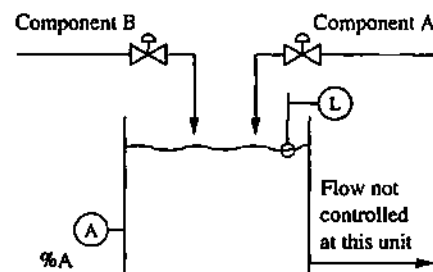 Component B
Component A
L
Flow not
controlled
at this unit
A
%A